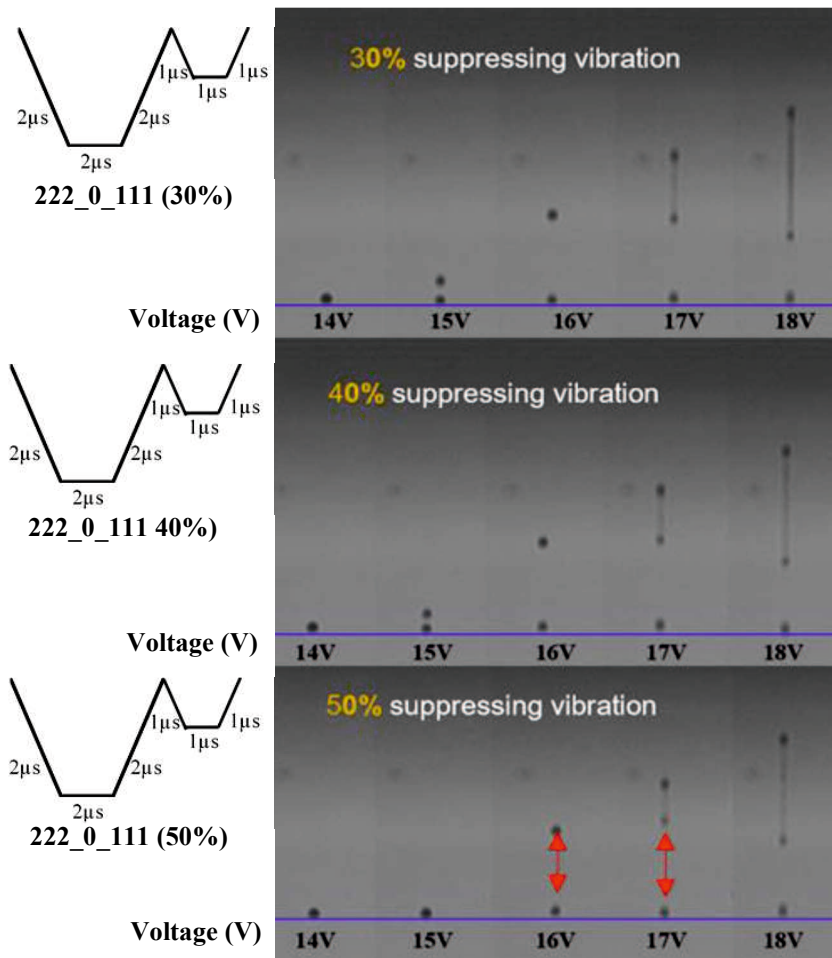 30% suppressing vibration
1µs
1µs
1µs
2µs
2µs
2µs
222_0_111 (30%)
Voltage (V)
14V 15V 16V 17V 18V
40% suppressing vibration
1µs
1µs
1µs
2µs
2µs
2µs
222_0_111 40%)
Voltage (V)
14V 15V 16V 17V 18V
50% suppressing vibration
1µs
1µs
1µs
2µs
2µs
2µs
222_0_111 (50%)
Voltage (V)
14V 15V 16V 17V 18V